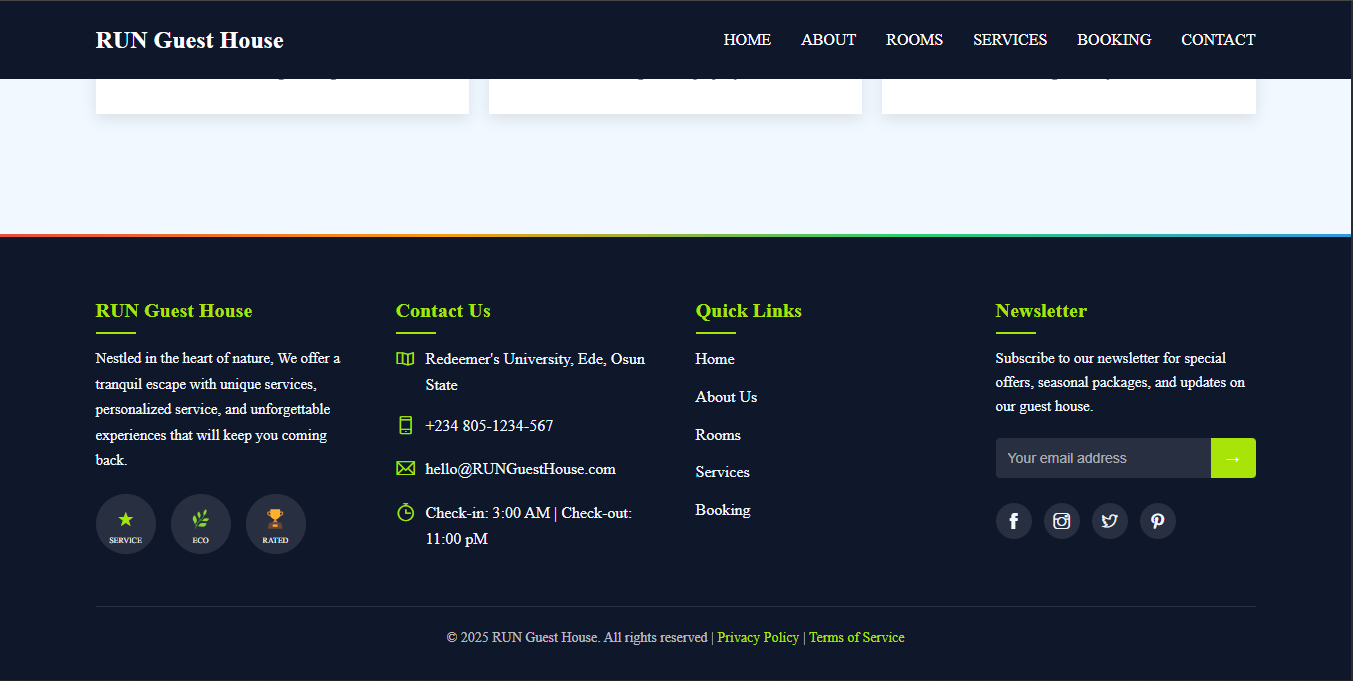 RUN Guest House
HOME ABOUT ROOMS SERVICES BOOKING CONTACT
RUN Guest House
Nestled in the heart of nature, We offer a
tranquil escape with unique services,
personalized service, and unforgettable
experiences that will keep you coming
back.
SERVICE
ECO
RATED
Contact Us
Redeemer's University, Ede, Osun
State
+234 805-1234-567
hello@RUNGuestHouse.com
Check-in: 3:00 AM | Check-out:
11:00 pM
Quick Links
Home
About Us
Rooms
Services
Booking
Newsletter
Subscribe to our newsletter for special
offers, seasonal packages, and updates on
our guest house.
Your email address →
© 2025 RUN Guest House. All rights reserved | Privacy Policy | Terms of Service